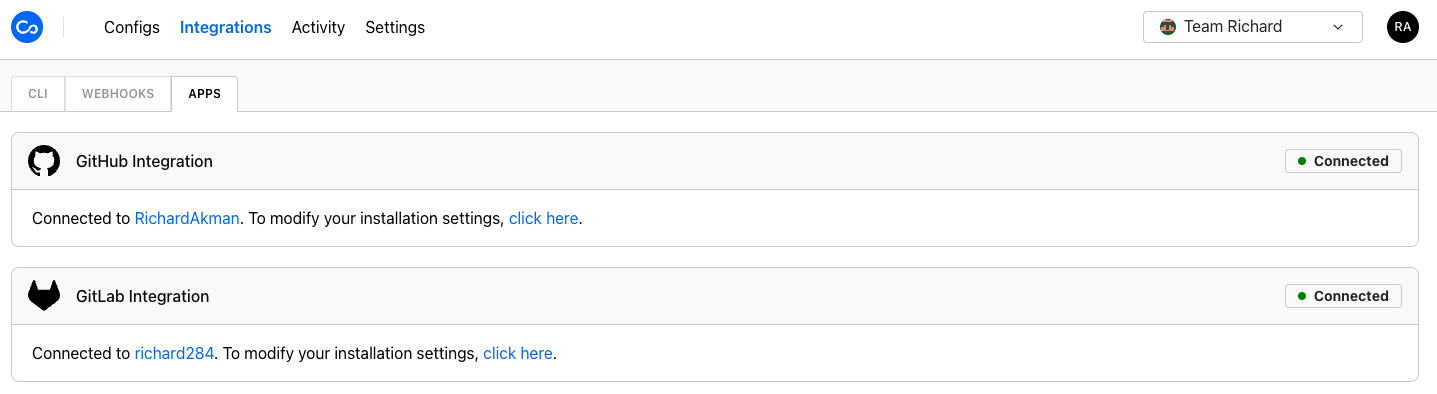 Configs Integrations Activity Settings Team Richard RA
CLI WEBHOOKS APPS
GitHub Integration Connected
Connected to RichardAkman. To modify your installation settings, click here.
GitLab Integration Connected
Connected to richard284. To modify your installation settings, click here.